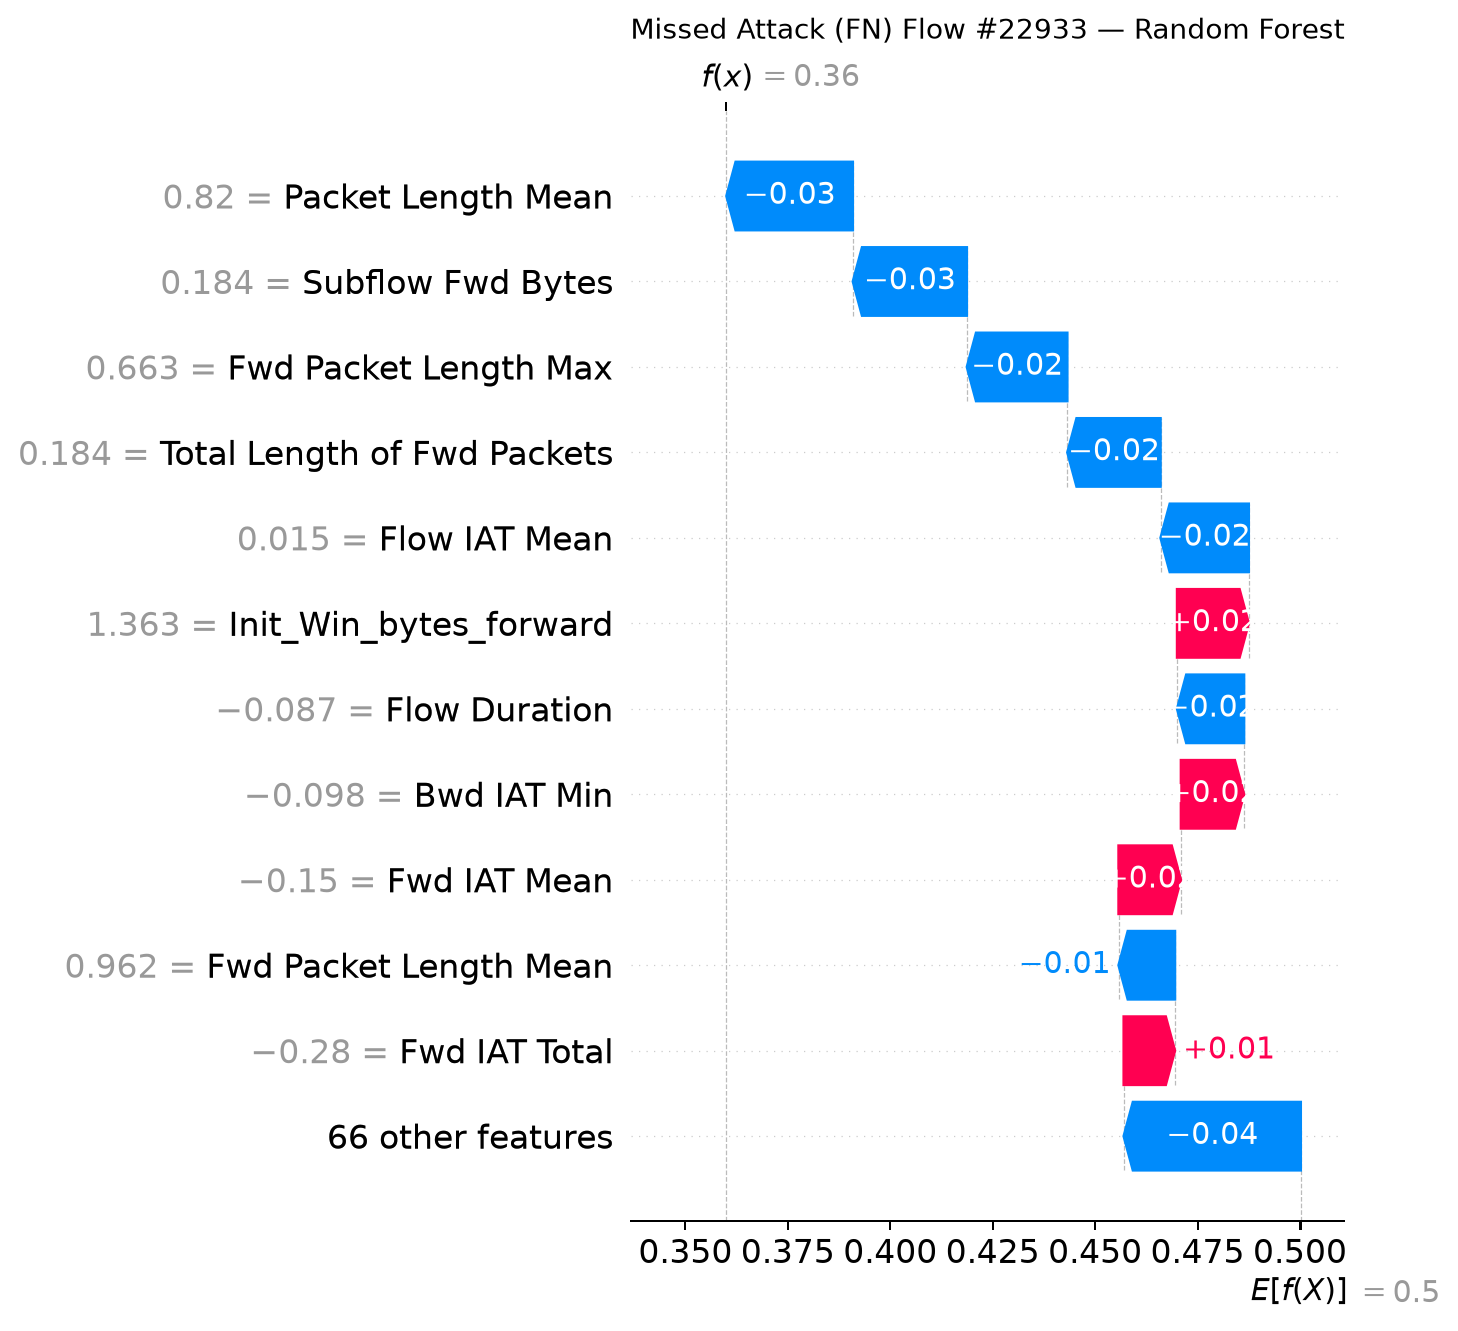 Missed Attack (FN) Flow #22933 — Random Forest
f(x) = 0.36
0.82 = Packet Length Mean −0.03
0.184 = Subflow Fwd Bytes −0.03
0.663 = Fwd Packet Length Max −0.02
0.184 = Total Length of Fwd Packets −0.02
0.015 = Flow IAT Mean −0.02
1.363 = Init_Win_bytes_forward +0.02
−0.087 = Flow Duration −0.02
−0.098 = Bwd IAT Min
−0.15 = Fwd IAT Mean
0.962 = Fwd Packet Length Mean −0.01
−0.28 = Fwd IAT Total +0.01
66 other features −0.04
0.350 0.375 0.400 0.425 0.450 0.475 0.500
E[f(X)] = 0.5